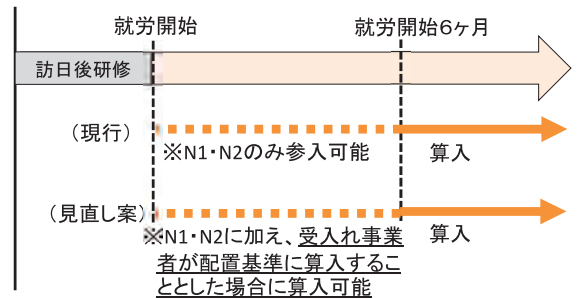 就労開始
就労開始6ヶ月
訪日後研修
(現行)
※N1・N2のみ参入可能
算入
(見直し案)
※N1・N2に加え、受入れ事業
者が配置基準に算入するこ
ととした場合に算入可能
算入